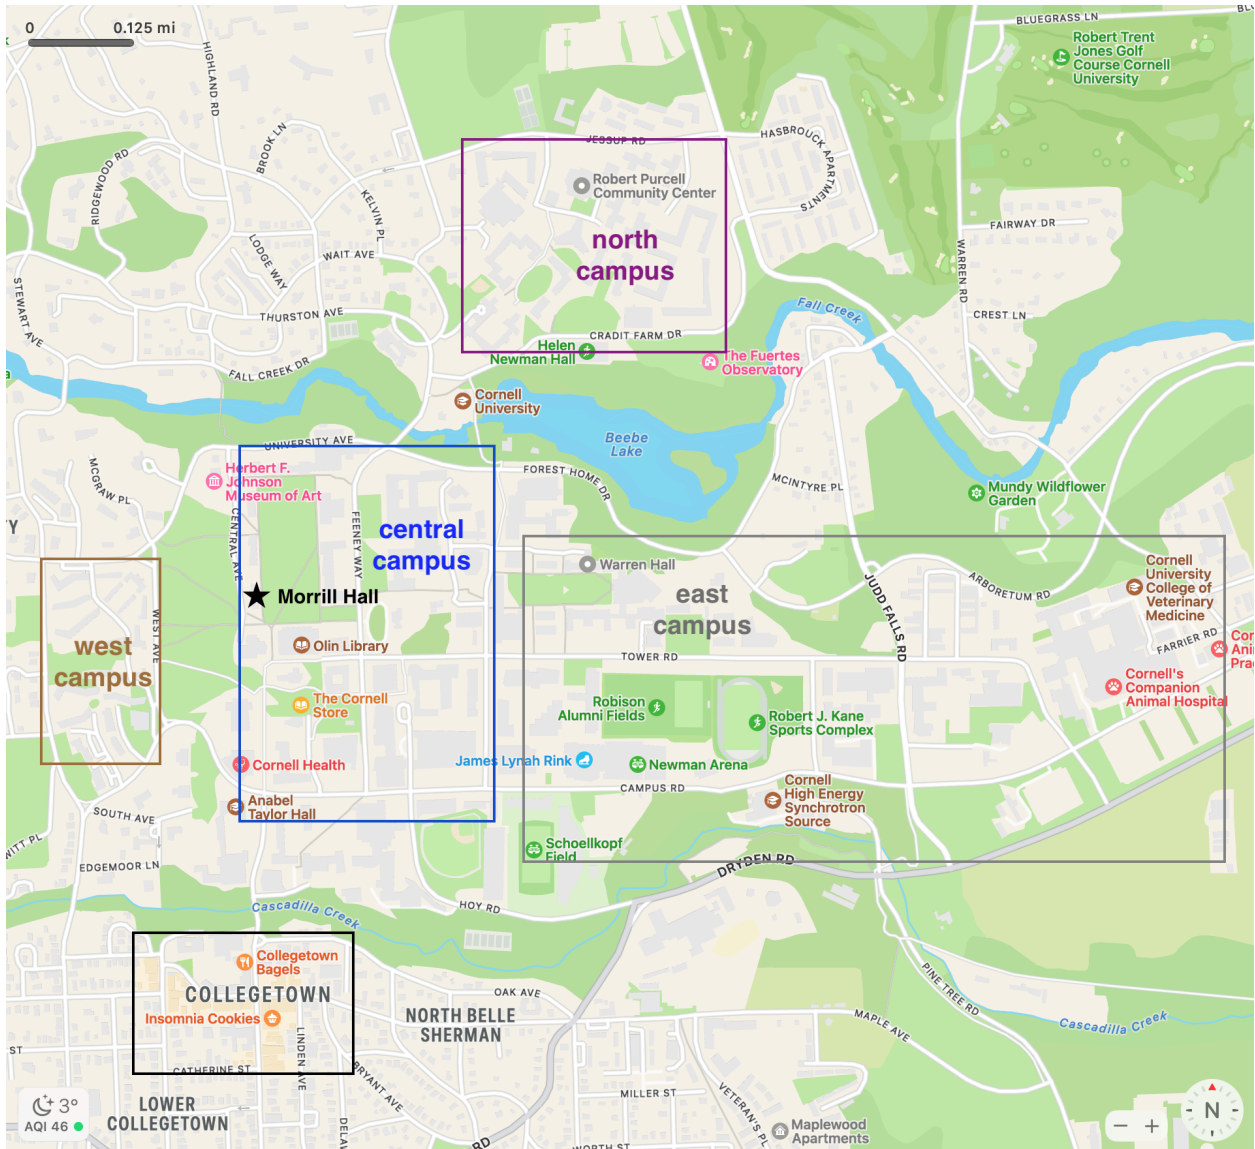 0 0.125 mi
BLUEGRASS LN
Robert Trent
Jones Golf
Course Cornell
University
HIGHLAND RD
BROOK LN
RIDGEWOOD RD
KELVIN PL
LODGE WAY
WAIT AVE
STEWART AVE
THURSTON AVE
FALL CREEK DR
JESSUP RD
HASBROUCK APARTMENTS
Robert Purcell
Community Center
north
campus
FAIRWAY DR
WARREN RD
CREST LN
Fall Creek
CRADIT FARM DR
Helen
Newman Hall
The Fuertes
Observatory
Cornell
University
Beebe
Lake
UNIVERSITY AVE
FOREST HOME DR
MCINTYRE PL
Mundy Wildflower
Garden
MCGRAW PL
Herbert F.
Johnson
Museum of Art
CENTRAL AVE
FEENEY WAY
central
campus
Morrill Hall
Warren Hall
east
campus
JUDD FALLS RD
ARBORETUM RD
Cornell
University
College of
Veterinary
Medicine
FARRIER RD
west
campus
WEST AVE
Olin Library
TOWER RD
The Cornell
Store
Robison
Alumni Fields
Robert J. Kane
Sports Complex
Cornell's
Companion
Animal Hospital
Cornell Health
James Lynah Rink
Newman Arena
CAMPUS RD
Cornell
High Energy
Synchrotron
Source
Anabel
Taylor Hall
SOUTH AVE
EDGEMOOR LN
Schoellkopf
Field
DRYDEN RD
HOY RD
Cascadilla Creek
Collegetown
Bagels
COLLEGETOWN
Insomnia Cookies
OAK AVE
NORTH BELLE
SHERMAN
PINE TREE RD
MAPLE AVE
Cascadilla Creek
ST
LINDEN AVE
CATHERINE ST
BRYANT AVE
MILLER ST
VETERAN'S PL
3°
AQI 46
LOWER
COLLEGETOWN
RD
Maplewood
Apartments
N